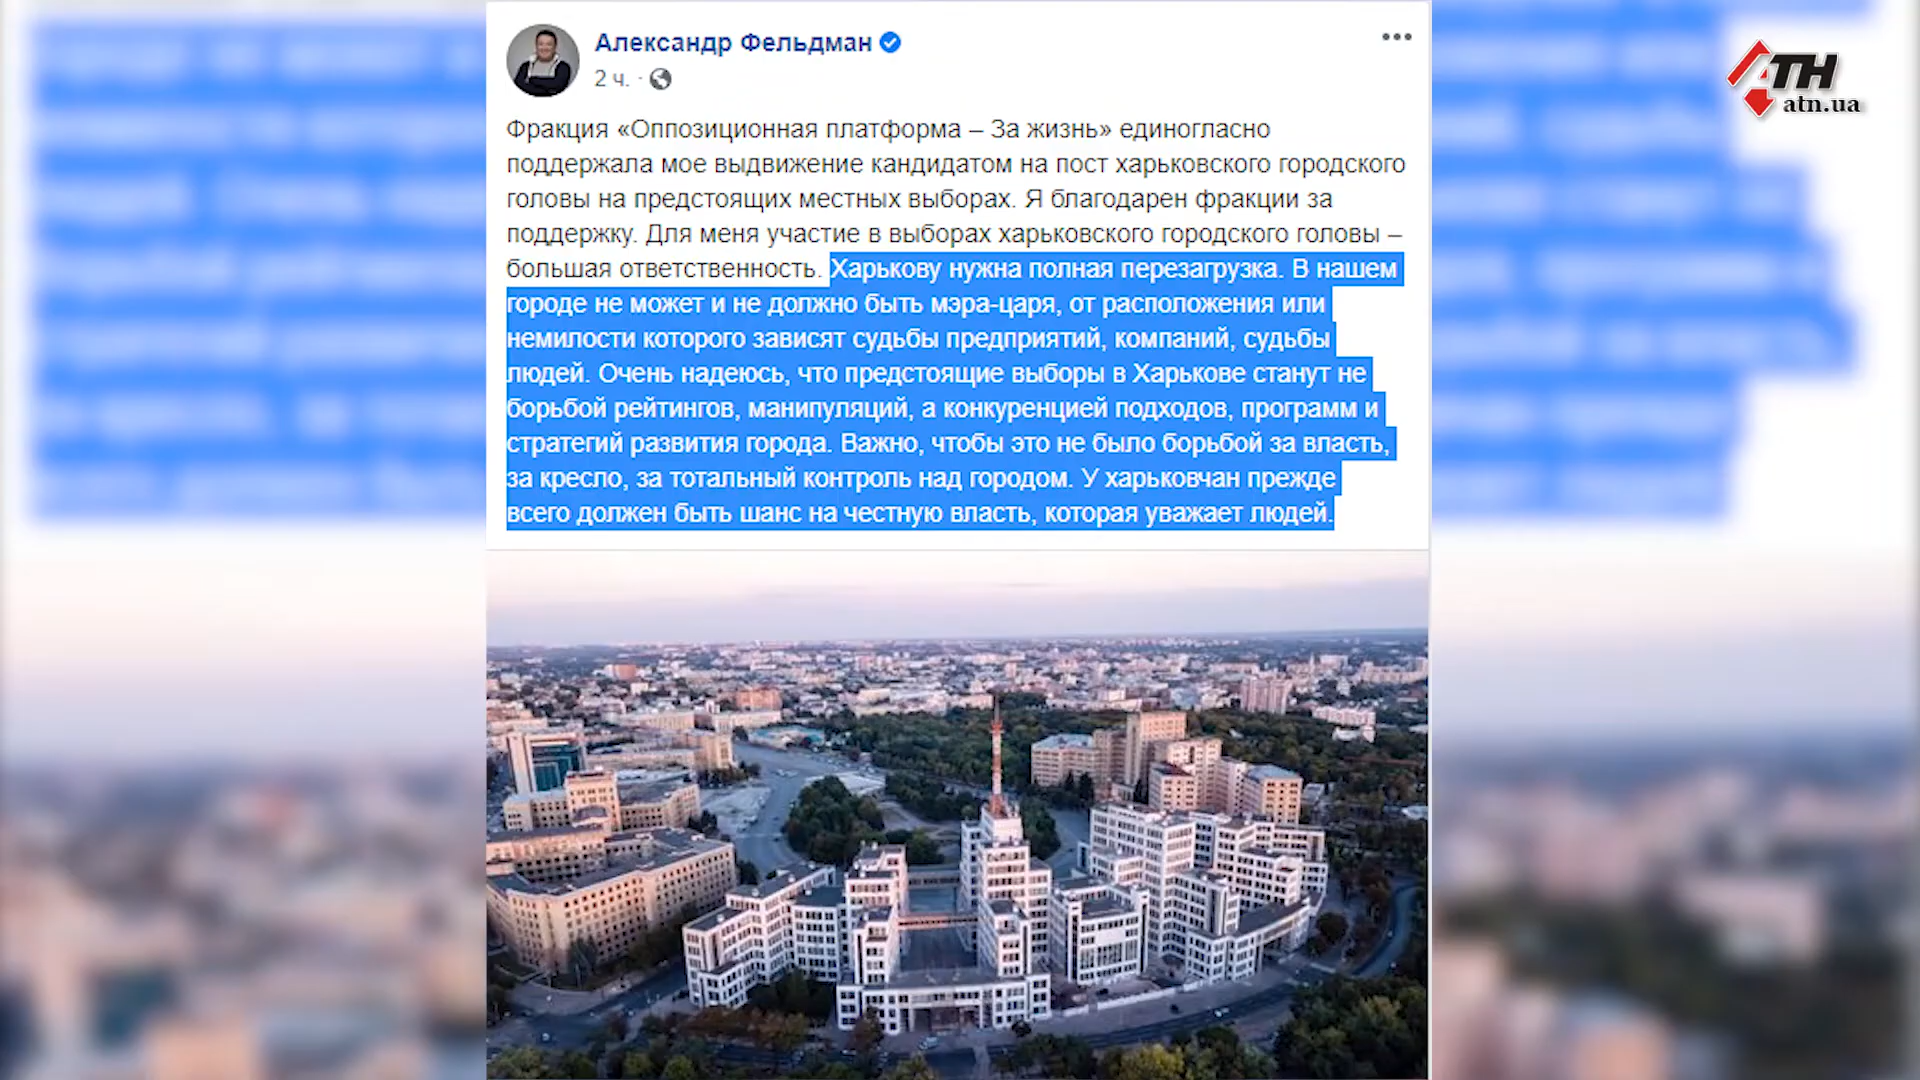 Александр Фельдман
2 ч. ·
Фракция «Оппозиционная платформа – За жизнь» единогласно
поддержала мое выдвижение кандидатом на пост харьковского городского
головы на предстоящих местных выборах. Я благодарен фракции за
поддержку. Для меня участие в выборах харьковского городского головы –
большая ответственность. Харькову нужна полная перезагрузка. В нашем
городе не может и не должно быть мэра-царя, от расположения или
немилости которого зависят судьбы предприятий, компаний, судьбы
людей. Очень надеюсь, что предстоящие выборы в Харькове станут не
борьбой рейтингов, манипуляций, а конкуренцией подходов, программ и
стратегий развития города. Важно, чтобы это не было борьбой за власть,
за кресло, за тотальный контроль над городом. У харьковчан прежде
всего должен быть шанс на честную власть, которая уважает людей.
АТН
atn.ua